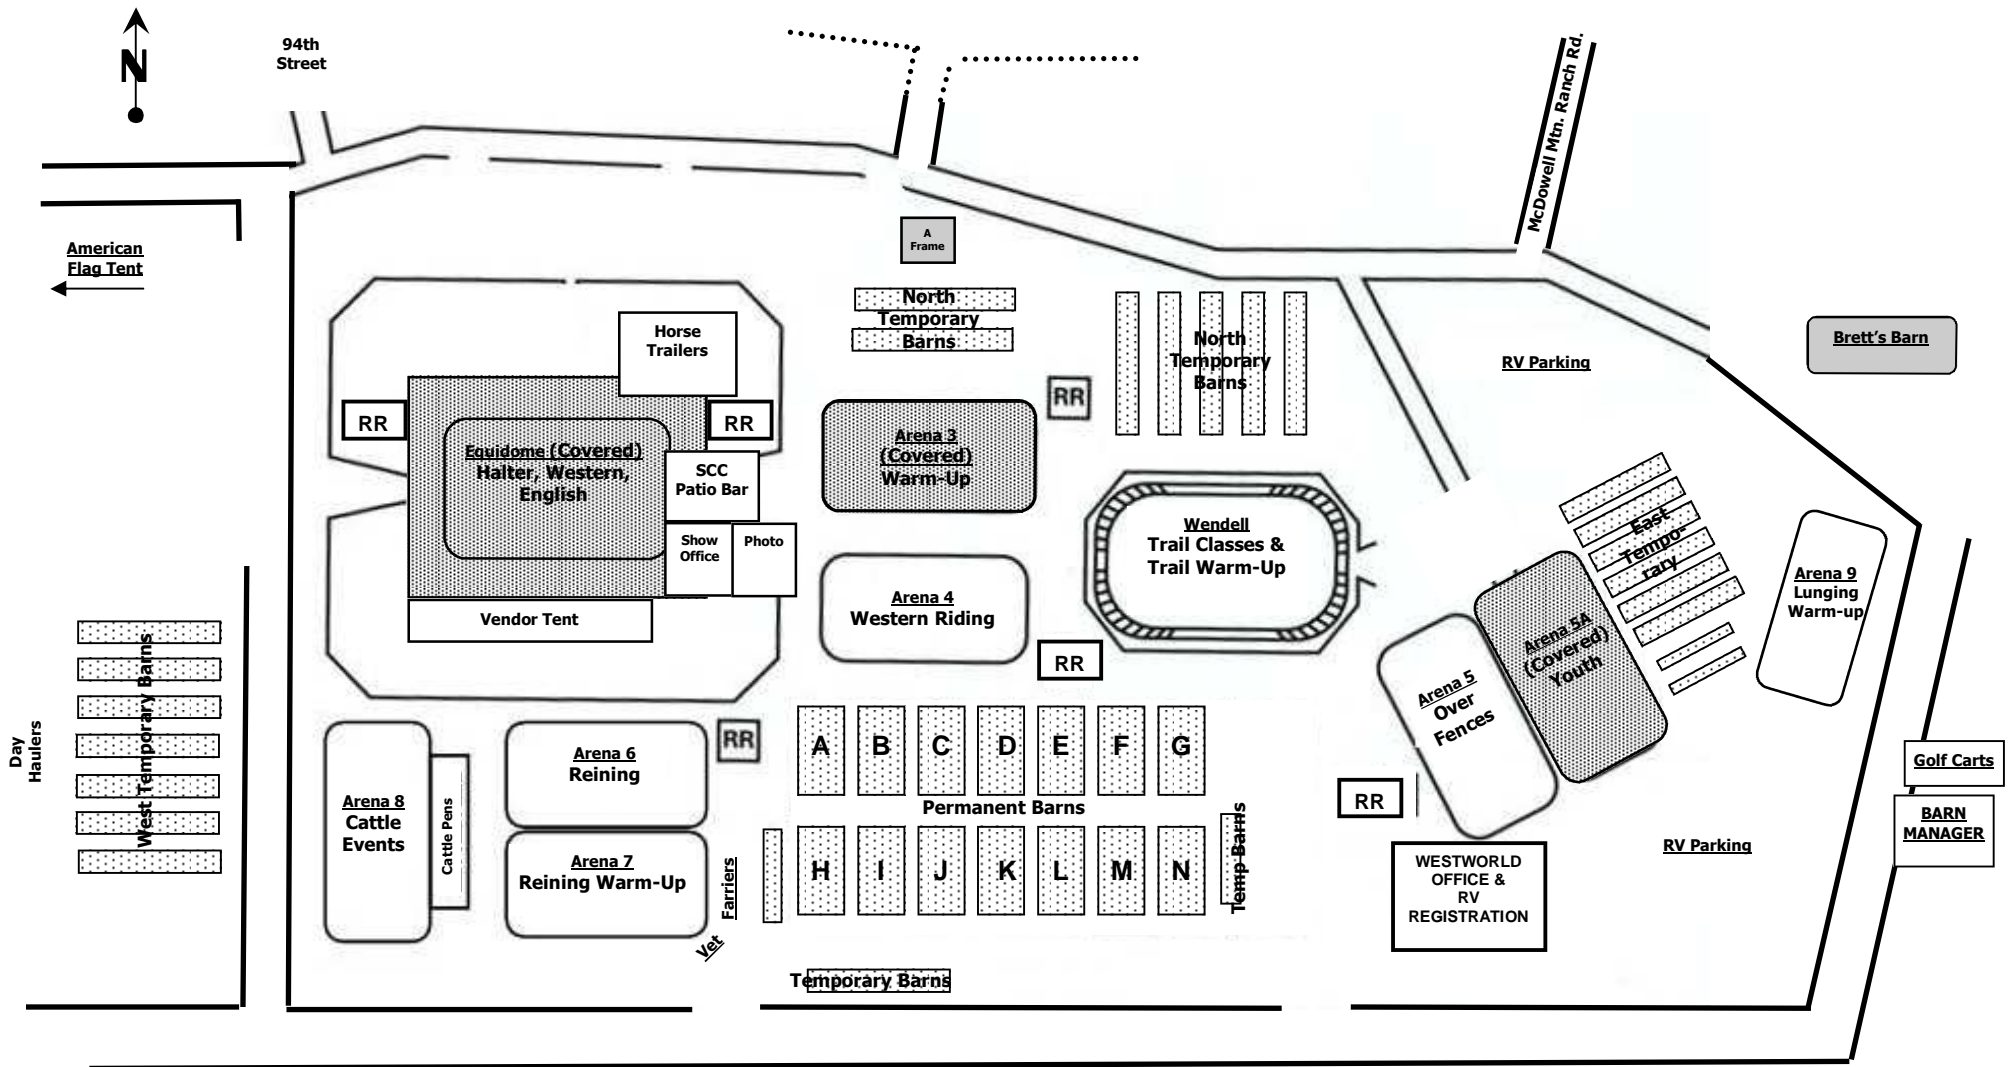 N
94th
Street
McDowell Mtn. Ranch Rd.
American
Flag Tent
A
Frame
North
Temporary
Barns
Horse
Trailers
North
Temporary
Barns
RV Parking
Brett's Barn
RR
RR
RR
Equidome (Covered)
Halter, Western,
English
SCC
Patio Bar
Show
Office
Photo
Vendor Tent
Arena 3
(Covered)
Warm-Up
Arena 4
Western Riding
Wendell
Trail Classes &
Trail Warm-Up
RR
East
Tempo-
rary
Arena 9
Lunging
Warm-up
Arena 5A
(Covered)
Youth
Arena 5
Over
Fences
Day
Haulers
West Temporary Barns
Arena 8
Cattle
Events
Cattle Pens
Arena 6
Reining
RR
Arena 7
Reining Warm-Up
Farriers
Vet
A
B
C
D
E
F
G
Permanent Barns
H
I
J
K
L
M
N
Temp Barns
Temporary Barns
RR
WESTWORLD
OFFICE &
RV
REGISTRATION
RV Parking
Golf Carts
BARN
MANAGER